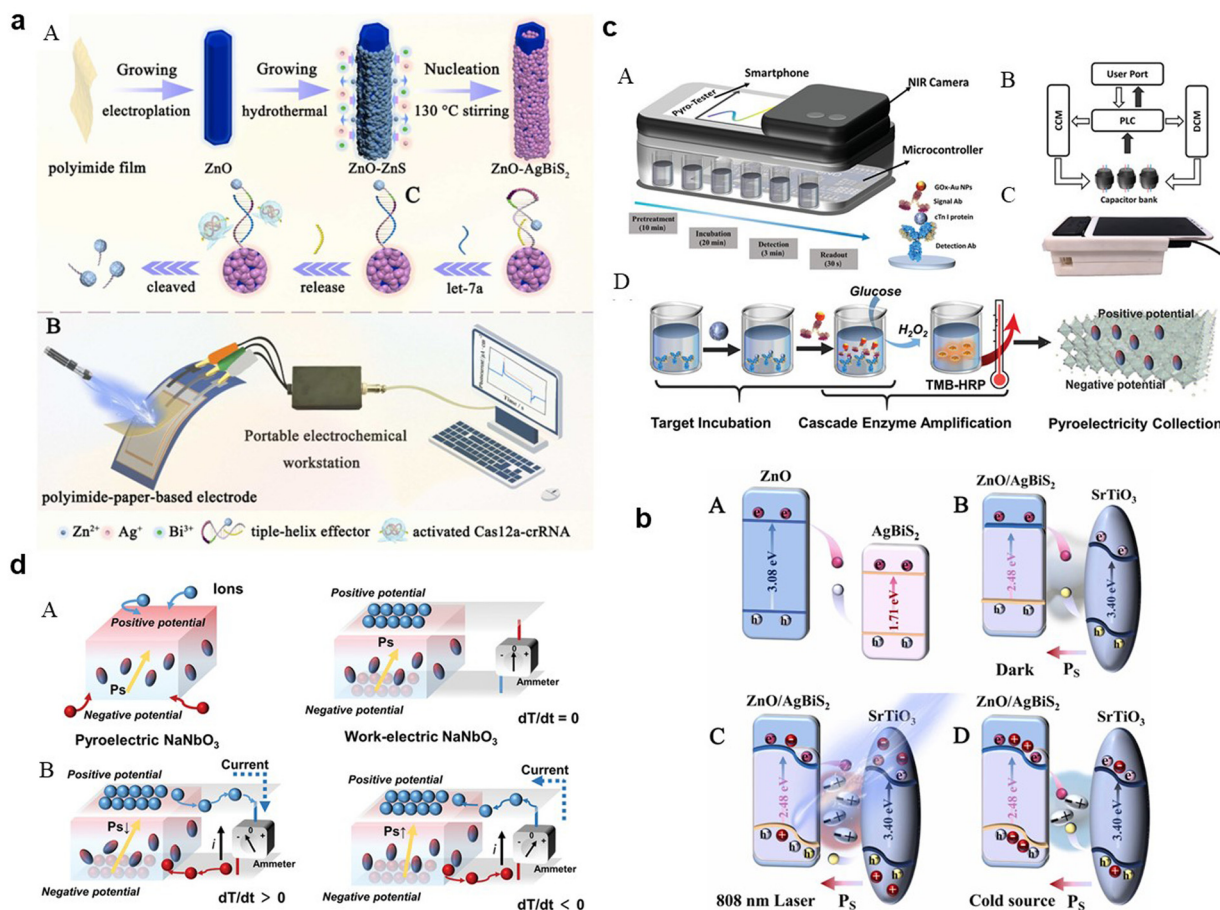 a
A
Growing
electroplation
Growing
hydrothermal
Nucleation
130 °C stirring
polyimide film
ZnO
ZnO-ZnS
ZnO-AgBiS2
C
cleaved
release
let-7a
B
Time / s
Portable electrochemical
workstation
polyimide-paper-based electrode
Zn2+ Ag+ Bi3+ tiple-helix effector activated Cas12a-crRNA
c
A
Smartphone
NIR Camera
Pyro-Tester
Microcontroller
GOx-Au NPs
Signal Ab
cTn I protein
Detection Ab
Pretreatment
(10 min)
Incubation
(20 min)
Detection
(3 min)
Readout
(30 s)
B
User Port
CCM
PLC
DCM
Capacitor bank
C
D
Glucose
H2O2
TMB-HRP
Positive potential
Negative potential
Target Incubation
Cascade Enzyme Amplification
Pyroelectricity Collection
b
A
ZnO
AgBiS2
3.08 eV
1.71 eV
h h
h h
B
ZnO/AgBiS2
SrTiO3
2.48 eV
3.40 eV
h h
h h
Dark
PS
C
ZnO/AgBiS2
SrTiO3
2.48 eV
3.40 eV
h
h
h
808 nm Laser
PS
D
ZnO/AgBiS2
SrTiO3
2.48 eV
3.40 eV
h
h
Cold source
PS
d
A
Ions
Positive potential
Ps
Negative potential
Pyroelectric NaNbO3
Positive potential
Ps
- 0 +
Ammeter
Negative potential
dT/dt = 0
Work-electric NaNbO3
B
Positive potential
Current
Ps↓
i
- 0 +
Ammeter
Negative potential
dT/dt > 0
Positive potential
Current
Ps↑
i
- 0 +
Ammeter
Negative potential
dT/dt < 0